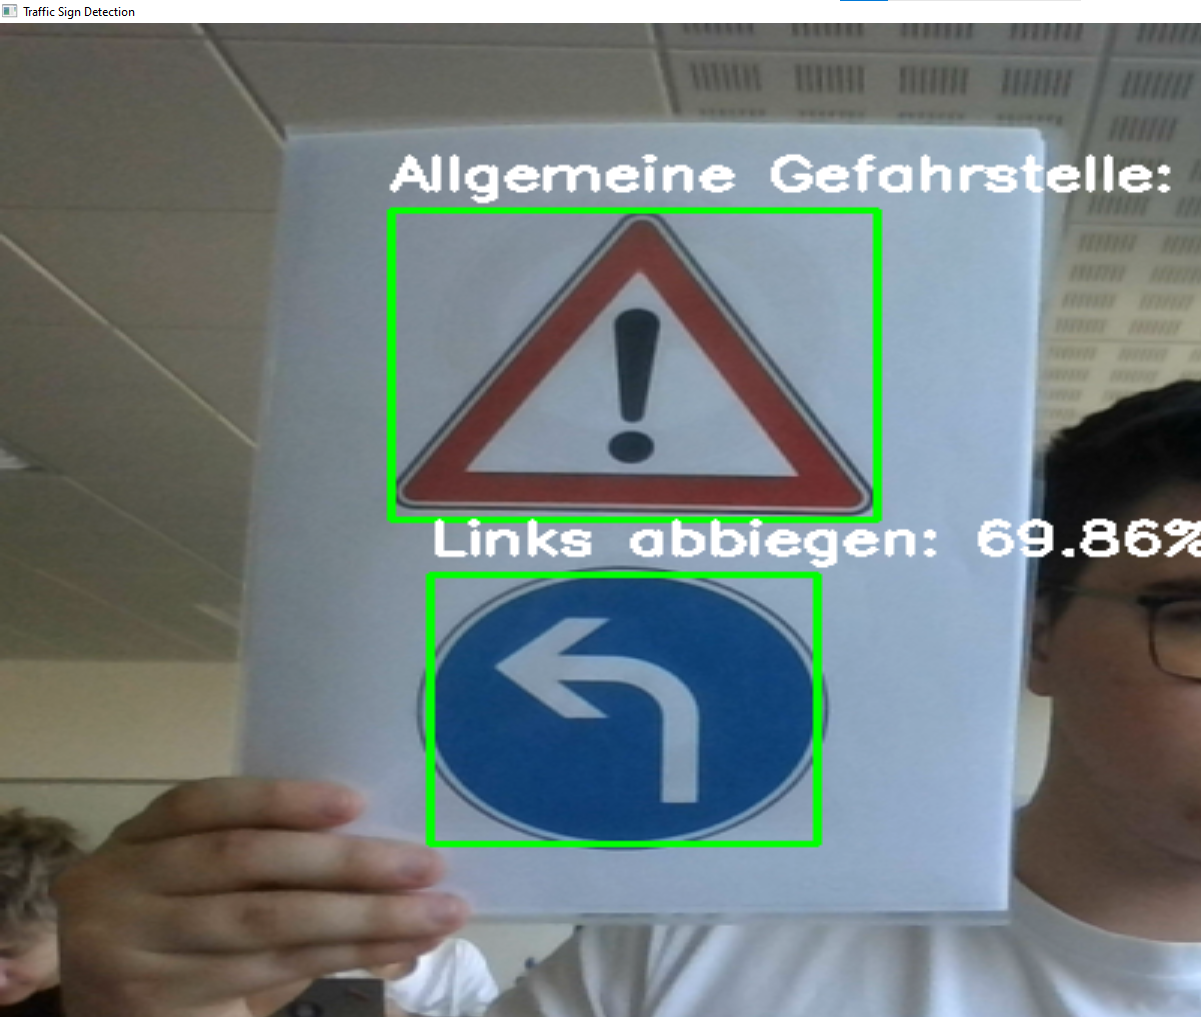 Traffic Sign Detection
Allgemeine Gefahrstelle:
Links abbiegen: 69.86%